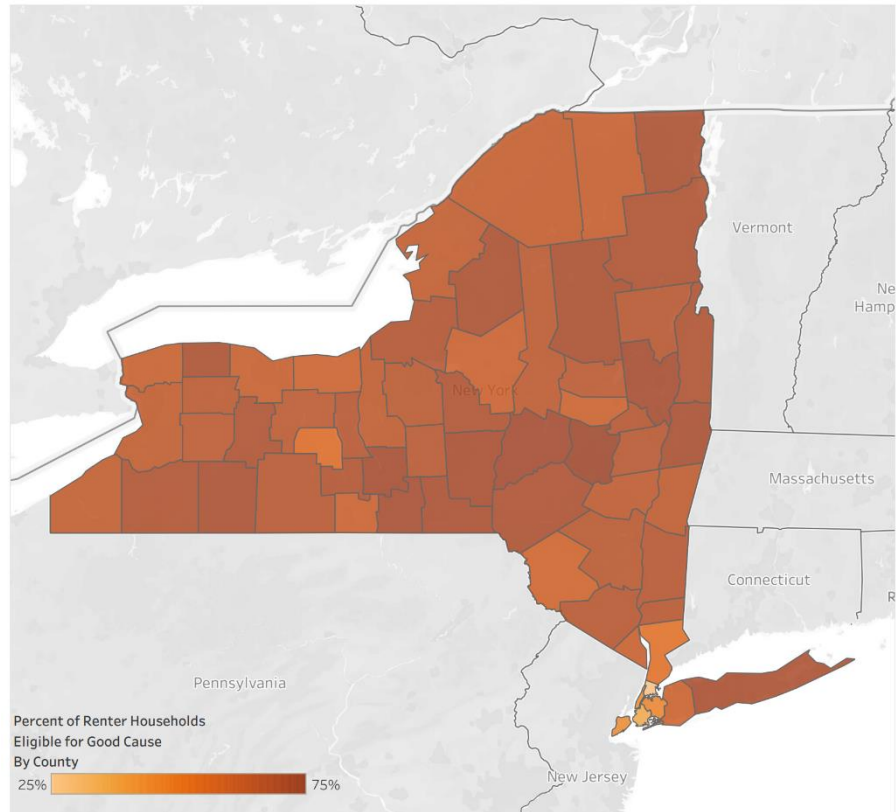 Vermont
Ne
Hamp
New York
Massachusetts
Connecticut
R
Pennsylvania
Percent of Renter Households
Eligible for Good Cause
By County
25% 75%
New Jersey